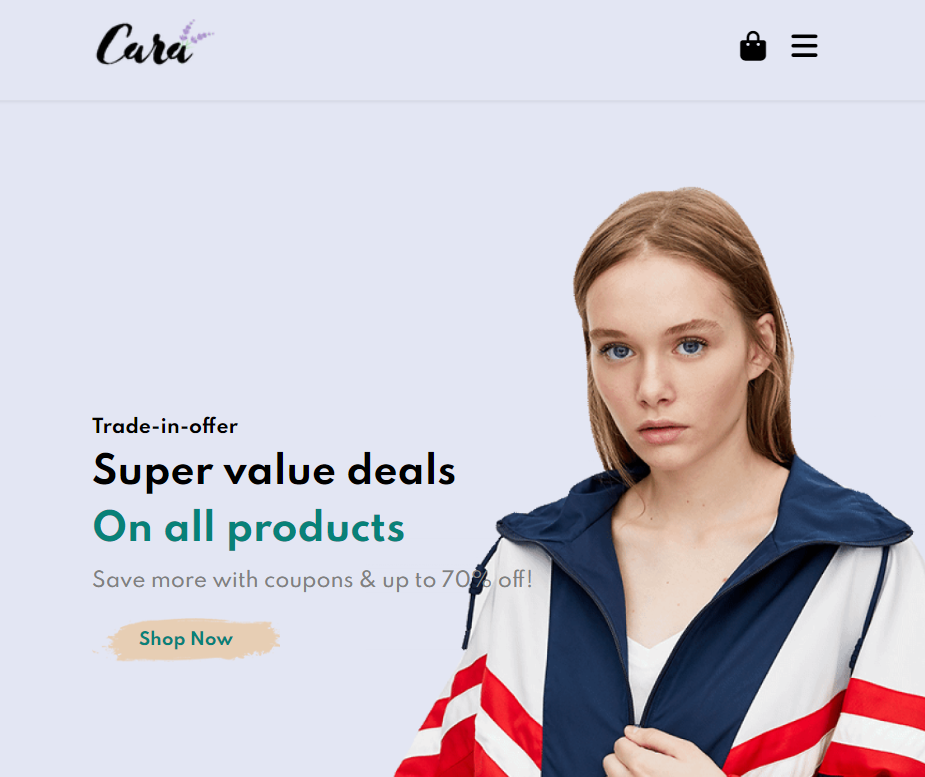 Cara
Trade-in-offer
Super value deals
On all products
Save more with coupons & up to 70% off!
Shop Now